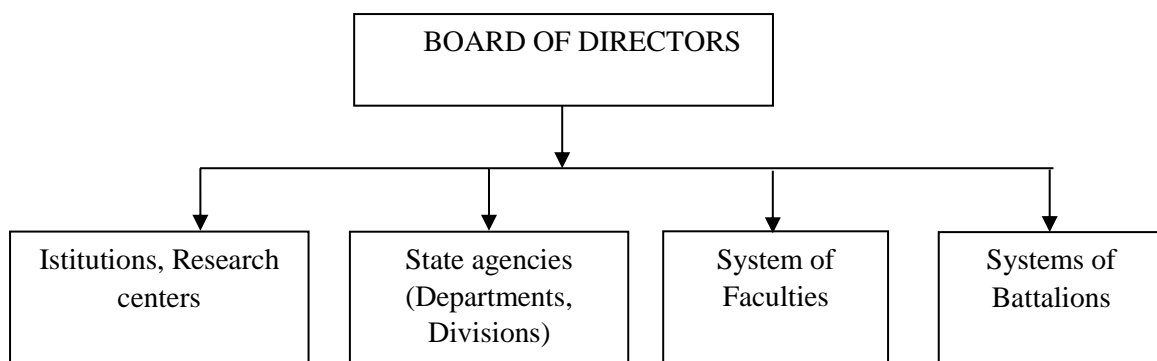 BOARD OF DIRECTORS
Istitutions, Research
centers
State agencies
(Departments,
Divisions)
System of
Faculties
Systems of
Battalions